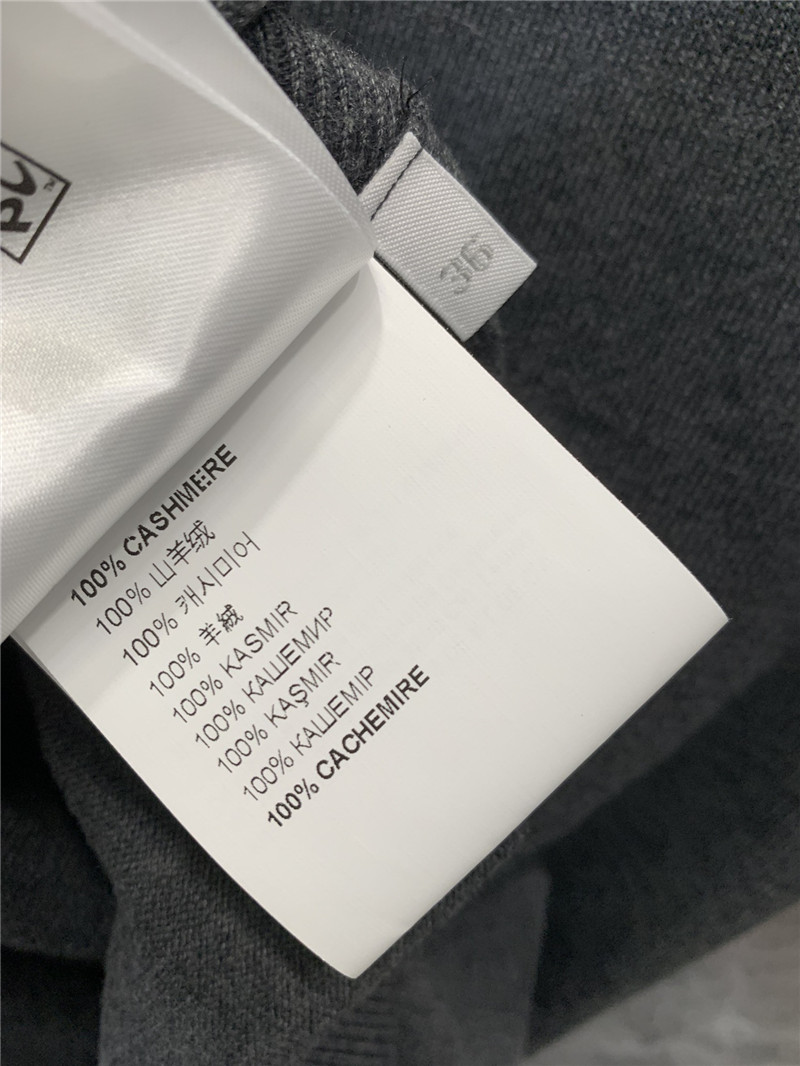 36
100% CASHMERE
100% 山羊绒
100% 캐시미어
100% 羊絨
100% KASMIR
100% КАШЕМИР
100% KAŞMIR
100% КАШЕМІР
100% CACHEMIRE